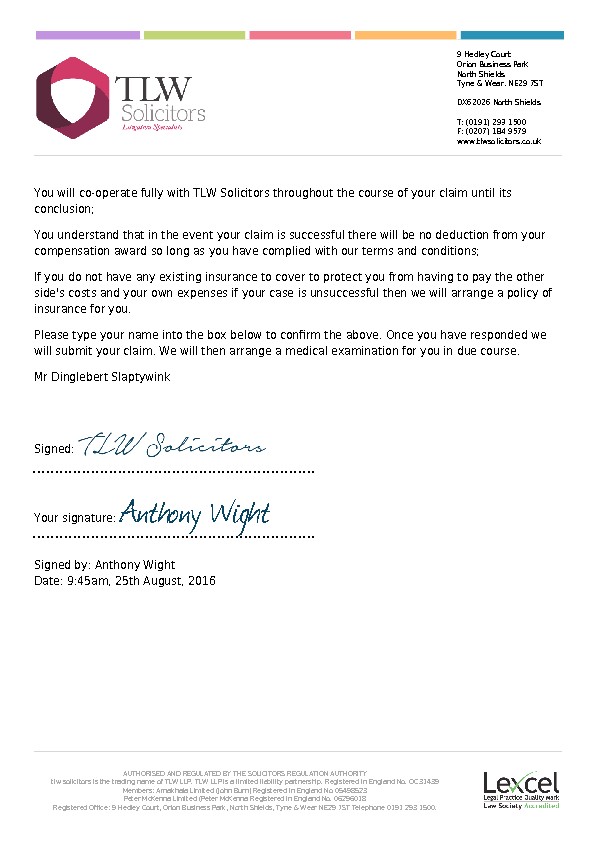 TLW
Solicitors
Litigation Specialists
9 Hedley Court
Orion Business Park
North Shields
Tyne & Wear. NE29 7ST
DX62026 North Shields
T: (0191) 293 1500
F: (0207) 184 9579
www.tlwsolicitors.co.uk
You will co-operate fully with TLW Solicitors throughout the course of your claim until its
conclusion;
You understand that in the event your claim is successful there will be no deduction from your
compensation award so long as you have complied with our terms and conditions;
If you do not have any existing insurance to cover to protect you from having to pay the other
side's costs and your own expenses if your case is unsuccessful then we will arrange a policy of
insurance for you.
Please type your name into the box below to confirm the above. Once you have responded we
will submit your claim. We will then arrange a medical examination for you in due course.
Mr Dinglebert Slaptywink
Signed: TLW Solicitors
Your signature: Anthony Wight
Signed by: Anthony Wight
Date: 9:45am, 25th August, 2016
AUTHORISED AND REGULATED BY THE SOLICITORS REGULATION AUTHORITY
tlw solicitors is the trading name of TLW LLP. TLW LLP is a limited liability partnership. Registered in England No.
Members: Amakhala Limited (John Burn) Registered in England No.
Peter McKenna Limited (Peter McKenna Registered in England No. 06296018
Registered Office: 9 Hedley Court, Orion Business Park, North Shields, Tyne & Wear NE29 7ST Telephone 0191 293 1500.
Lexcel
Legal Practice Quality Mark
Law Society Accredited